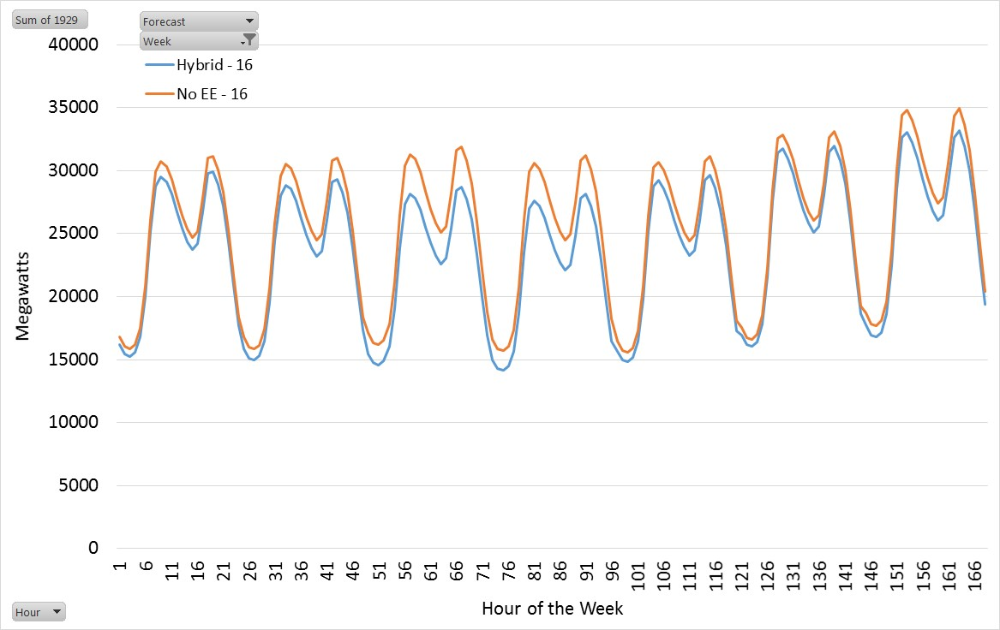 Sum of 1929
Forecast
Week
Hybrid - 16
No EE - 16
40000
35000
30000
25000
20000
15000
10000
5000
0
Megawatts
1 6 11 16 21 26 31 36 41 46 51 56 61 66 71 76 81 86 91 96 101 106 111 116 121 126 131 136 141 146 151 156 161 166
Hour of the Week
Hour